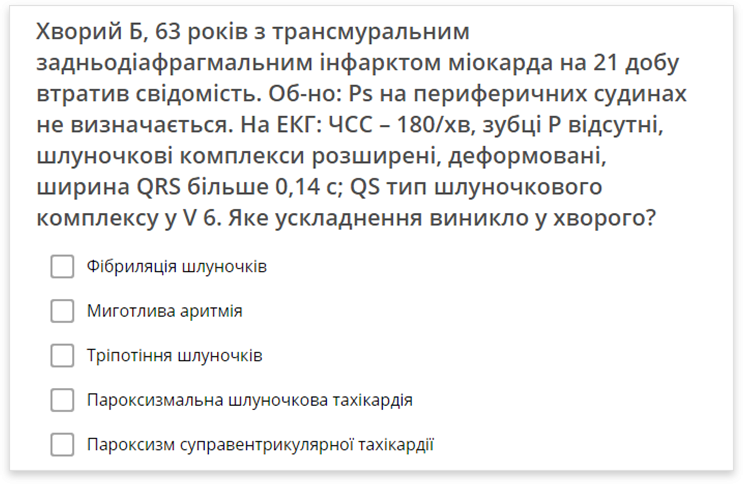 Хворий Б, 63 років з трансмуральним
задньодіафрагмальним інфарктом міокарда на 21 добу
втратив свідомість. Об-но: Ps на периферичних судинах
не визначається. На ЕКГ: ЧСС – 180/хв, зубці Р відсутні,
шлуночкові комплекси розширені, деформовані,
ширина QRS більше 0,14 с; QS тип шлуночкового
комплексу у V 6. Яке ускладнення виникло у хворого?
Фібриляція шлуночків
Миготлива аритмія
Тріпотіння шлуночків
Пароксизмальна шлуночкова тахікардія
Пароксизм суправентрикулярної тахікардії